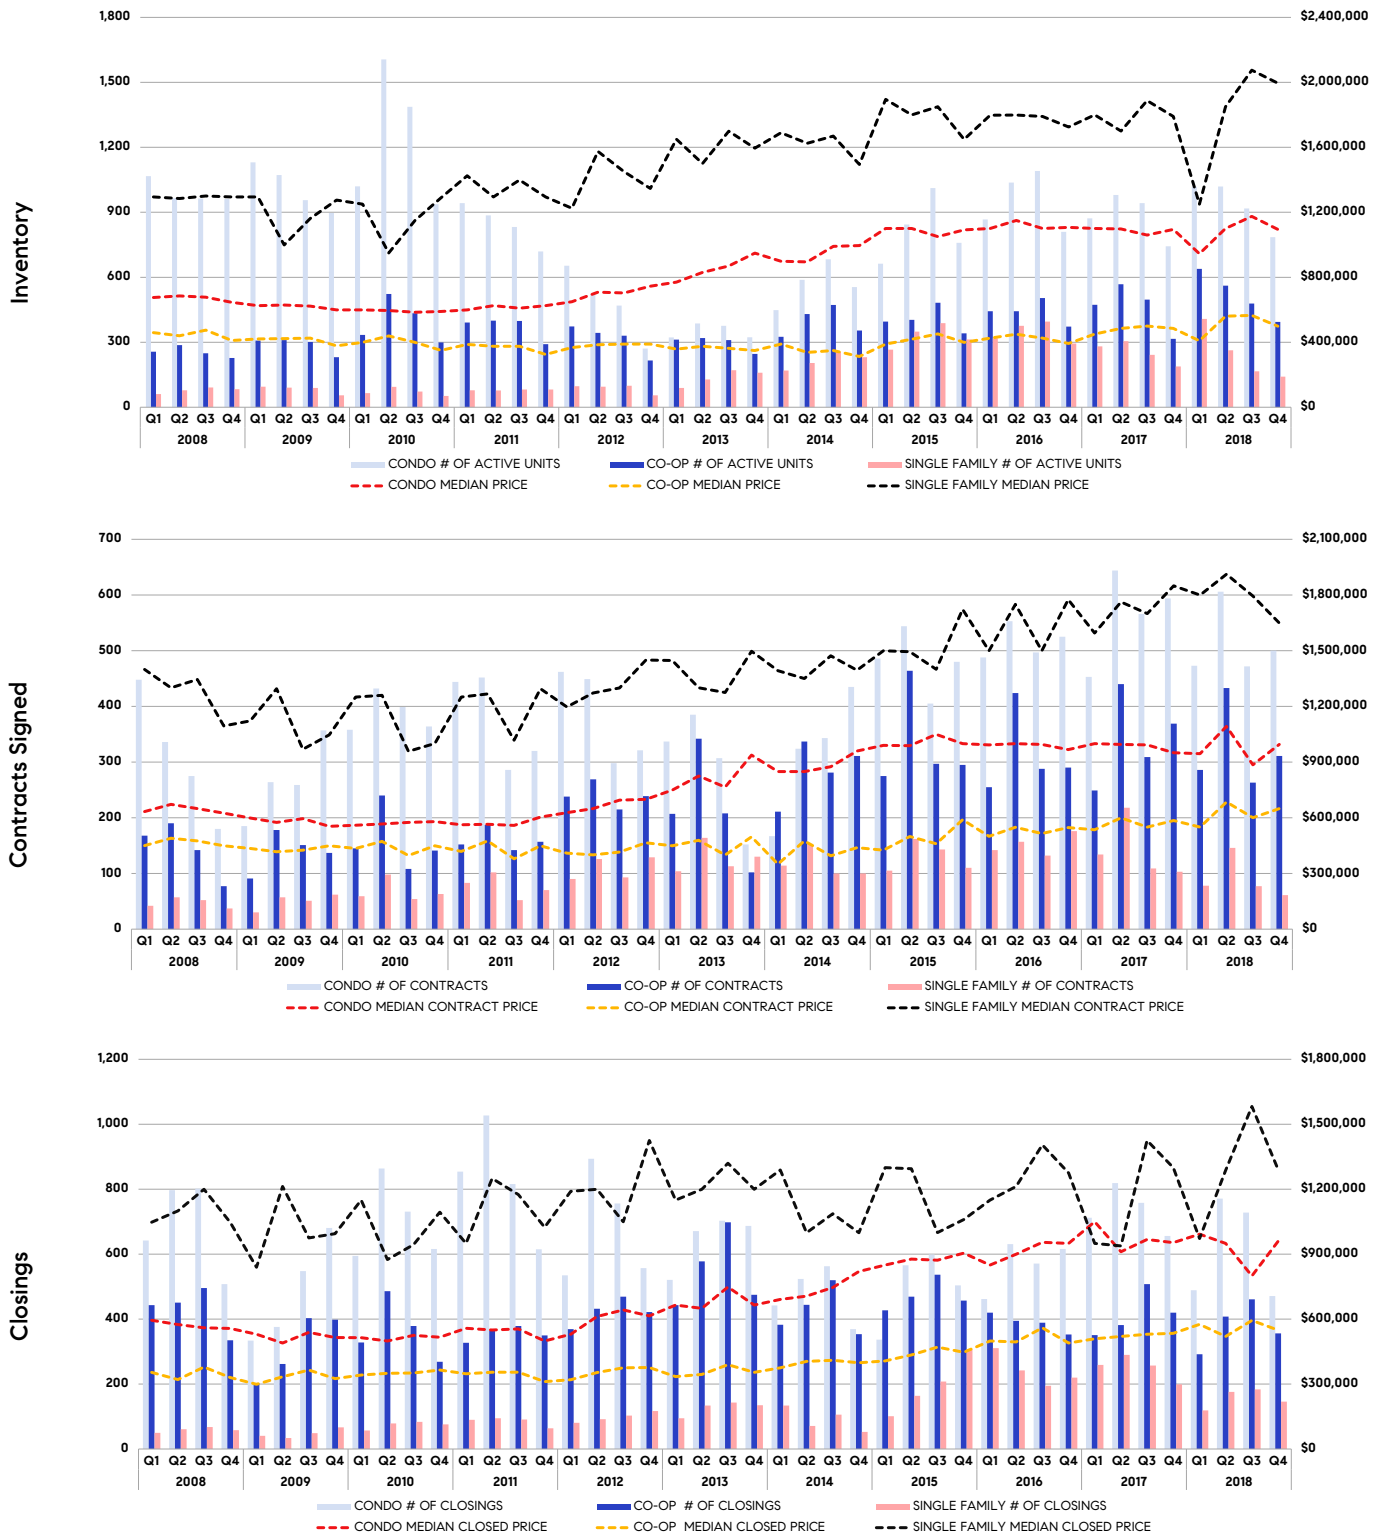 Inventory
1,800 $2,400,000
1,500 $2,000,000
1,200 $1,600,000
900 $1,200,000
600 $800,000
300 $400,000
0 $0
Q1 Q2 Q3 Q4 Q1 Q2 Q3 Q4 Q1 Q2 Q3 Q4 Q1 Q2 Q3 Q4 Q1 Q2 Q3 Q4 Q1 Q2 Q3 Q4 Q1 Q2 Q3 Q4 Q1 Q2 Q3 Q4 Q1 Q2 Q3 Q4 Q1 Q2 Q3 Q4 Q1 Q2 Q3 Q4
2008 2009 2010 2011 2012 2013 2014 2015 2016 2017 2018
CONDO # OF ACTIVE UNITS CO-OP # OF ACTIVE UNITS SINGLE FAMILY # OF ACTIVE UNITS
CONDO MEDIAN PRICE CO-OP MEDIAN PRICE SINGLE FAMILY MEDIAN PRICE
Contracts Signed
700 $2,100,000
600 $1,800,000
500 $1,500,000
400 $1,200,000
300 $900,000
200 $600,000
100 $300,000
0 $0
Q1 Q2 Q3 Q4 Q1 Q2 Q3 Q4 Q1 Q2 Q3 Q4 Q1 Q2 Q3 Q4 Q1 Q2 Q3 Q4 Q1 Q2 Q3 Q4 Q1 Q2 Q3 Q4 Q1 Q2 Q3 Q4 Q1 Q2 Q3 Q4 Q1 Q2 Q3 Q4 Q1 Q2 Q3 Q4
2008 2009 2010 2011 2012 2013 2014 2015 2016 2017 2018
CONDO # OF CONTRACTS CO-OP # OF CONTRACTS SINGLE FAMILY # OF CONTRACTS
CONDO MEDIAN CONTRACT PRICE CO-OP MEDIAN CONTRACT PRICE SINGLE FAMILY MEDIAN CONTRACT PRICE
Closings
1,200 $1,800,000
1,000 $1,500,000
800 $1,200,000
600 $900,000
400 $600,000
200 $300,000
0 $0
Q1 Q2 Q3 Q4 Q1 Q2 Q3 Q4 Q1 Q2 Q3 Q4 Q1 Q2 Q3 Q4 Q1 Q2 Q3 Q4 Q1 Q2 Q3 Q4 Q1 Q2 Q3 Q4 Q1 Q2 Q3 Q4 Q1 Q2 Q3 Q4 Q1 Q2 Q3 Q4 Q1 Q2 Q3 Q4
2008 2009 2010 2011 2012 2013 2014 2015 2016 2017 2018
CONDO # OF CLOSINGS CO-OP # OF CLOSINGS SINGLE FAMILY # OF CLOSINGS
CONDO MEDIAN CLOSED PRICE CO-OP MEDIAN CLOSED PRICE SINGLE FAMILY MEDIAN CLOSED PRICE